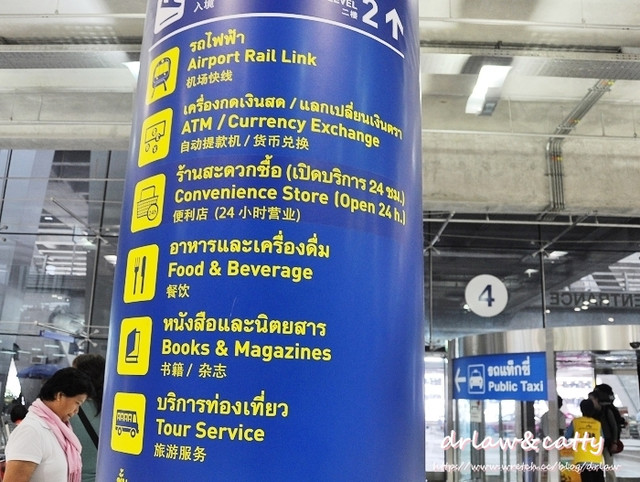 入境
LEVEL 2
二楼
รถไฟฟ้า
Airport Rail Link
机场快线
เครื่องกดเงินสด / แลกเปลี่ยนเงินตรา
ATM / Currency Exchange
自动提款机 / 货币兑换
ร้านสะดวกซื้อ (เปิดบริการ 24 ชม.)
Convenience Store (Open 24 h.)
便利店 (24 小时营业)
24h
อาหารและเครื่องดื่ม
Food & Beverage
餐饮
หนังสือและนิตยสาร
Books & Magazines
书籍 / 杂志
บริการท่องเที่ยว
Tour Service
旅游服务
4
ENTRANCE
รถแท็กซี่
Public Taxi
drlaw&catty
http://www.wretch.cc/blog/drlaw